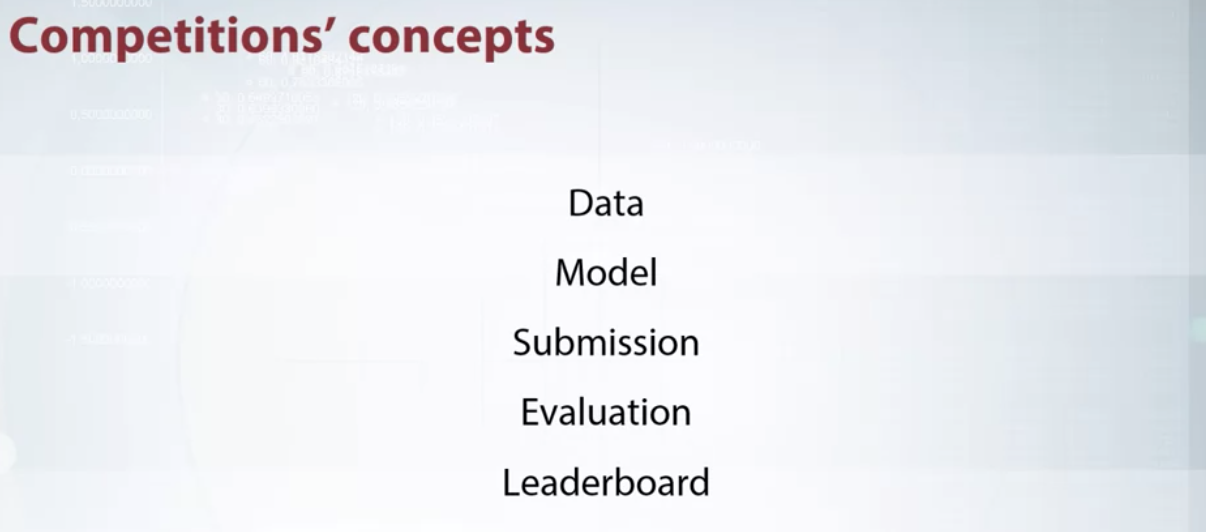 Competitions’ concepts
Data
Model
Submission
Evaluation
Leaderboard